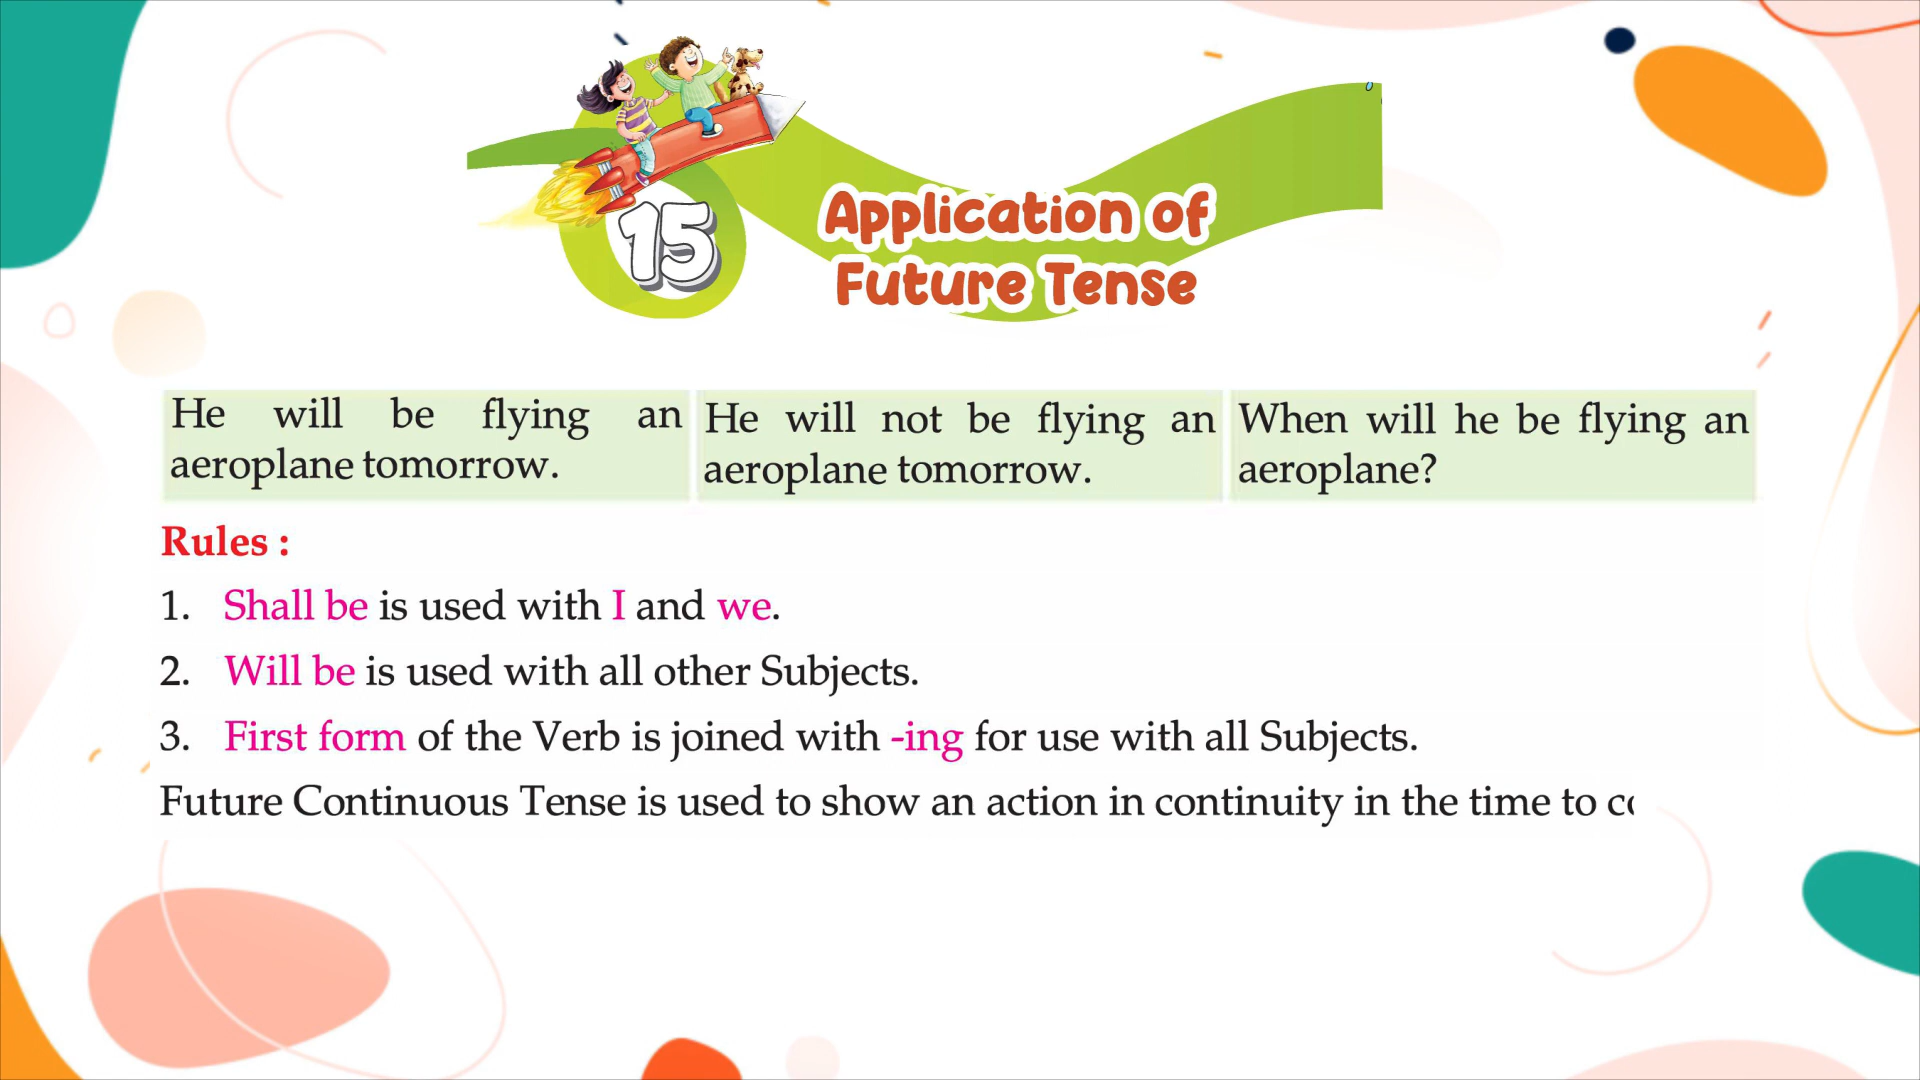 15
Application of
Future Tense
He will be flying an
aeroplane tomorrow.
He will not be flying an
aeroplane tomorrow.
When will he be flying an
aeroplane?
Rules :
1. Shall be is used with I and we.
2. Will be is used with all other Subjects.
3. First form of the Verb is joined with -ing for use with all Subjects.
Future Continuous Tense is used to show an action in continuity in the time to